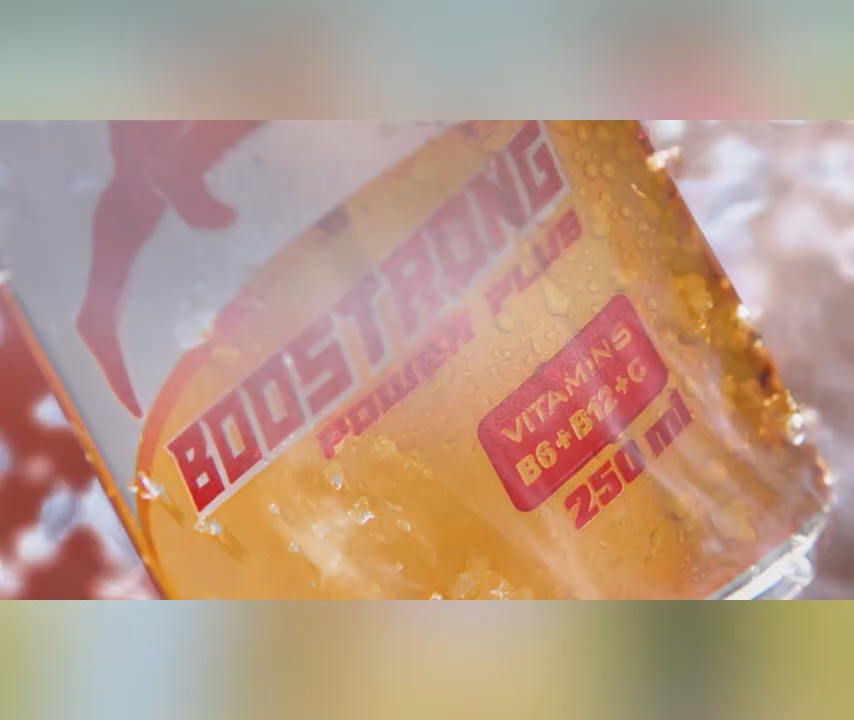 BOOSTRONG
POWER PLUS
VITAMINS
B6+B12+C
250 ml